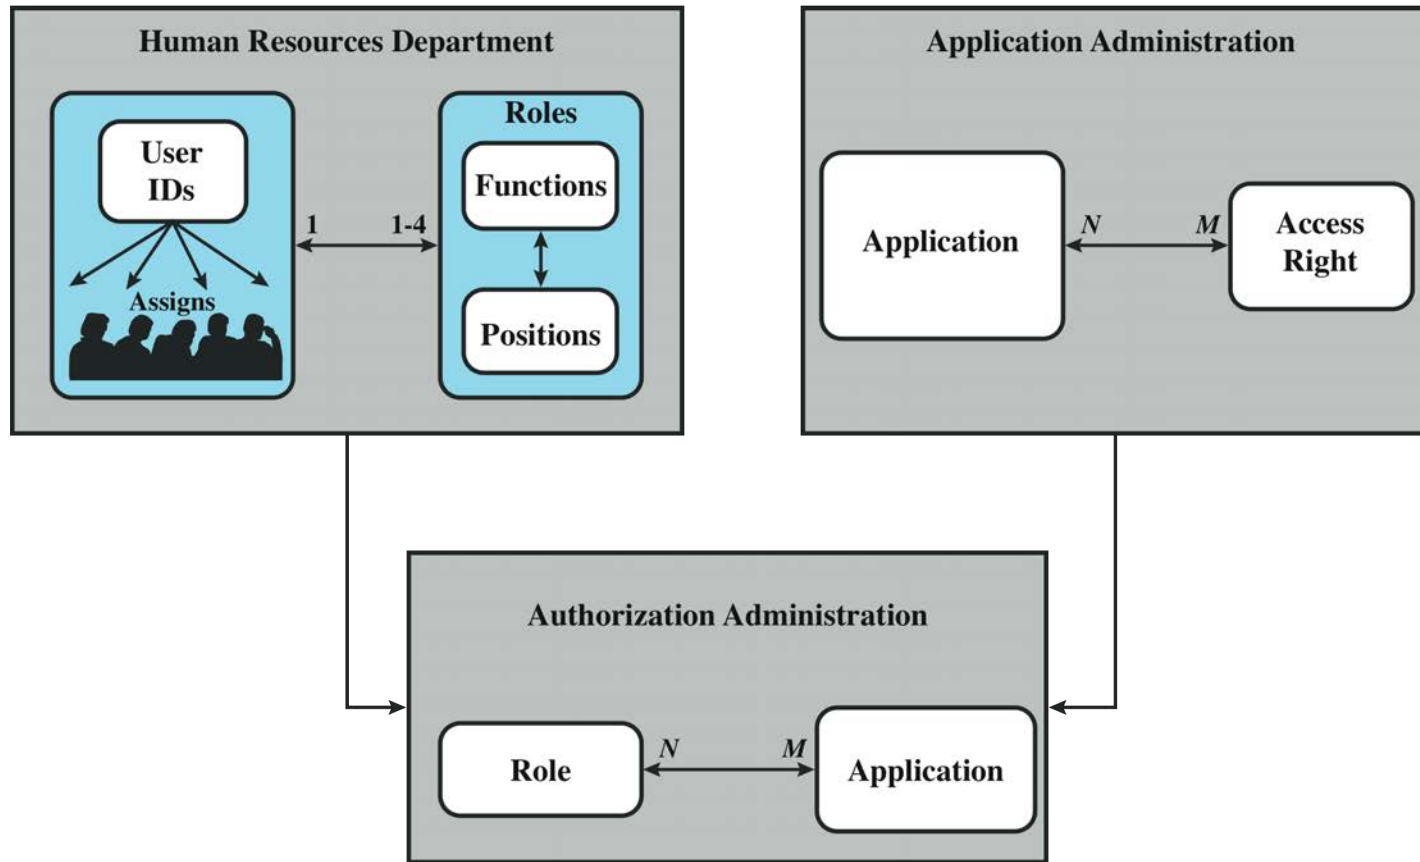 Human Resources Department
User
IDs
Assigns
1
1-4
Roles
Functions
Positions
Application Administration
Application
N
M
Access
Right
Authorization Administration
Role
N
M
Application